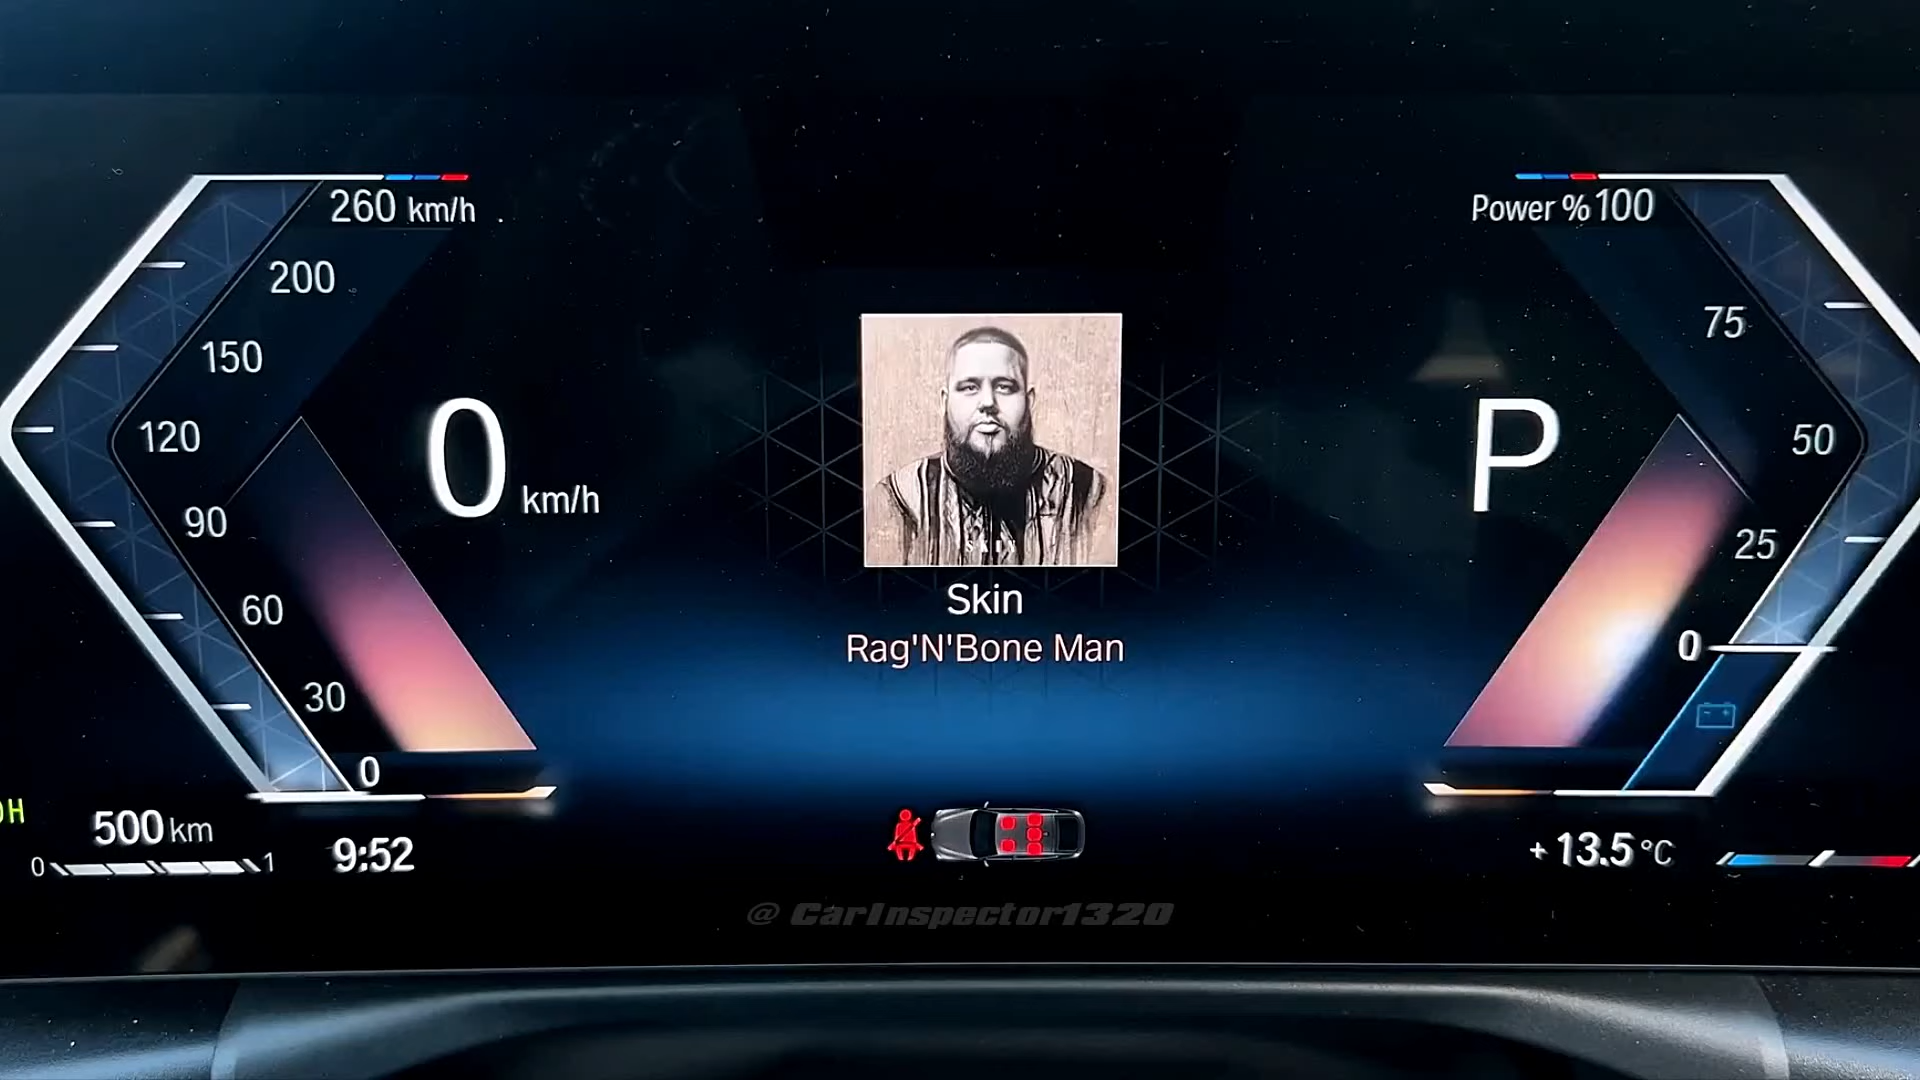 260 km/h
200
150
120
90
60
30
0
0 km/h
500 km
0 1
9:52
SKIN
Skin
Rag'N'Bone Man
Power % 100
75
50
25
0
P
+13.5 °C
@ CarInspector1320